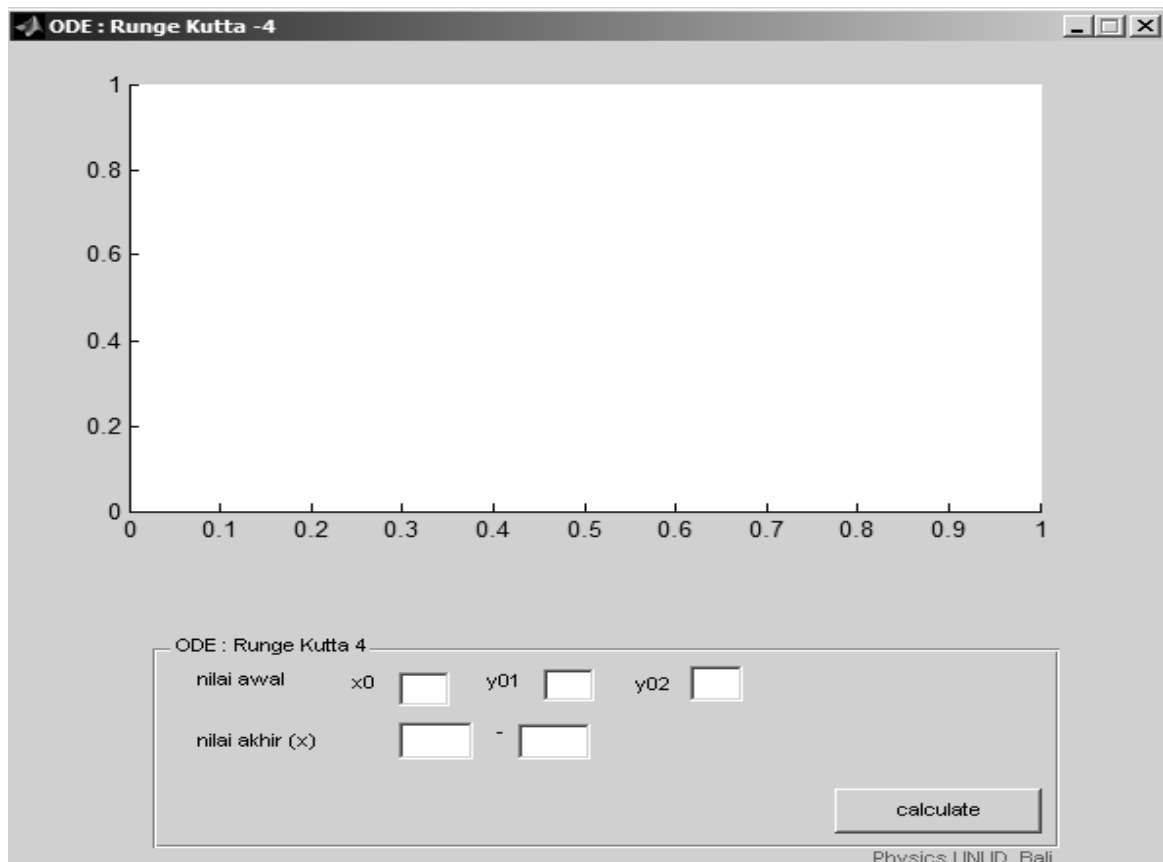 ODE : Runge Kutta -4
1
0.8
0.6
0.4
0.2
0
0 0.1 0.2 0.3 0.4 0.5 0.6 0.7 0.8 0.9 1
ODE : Runge Kutta 4
nilai awal x0 y01 y02
nilai akhir (x) -
calculate
Physics UNUD, Bali